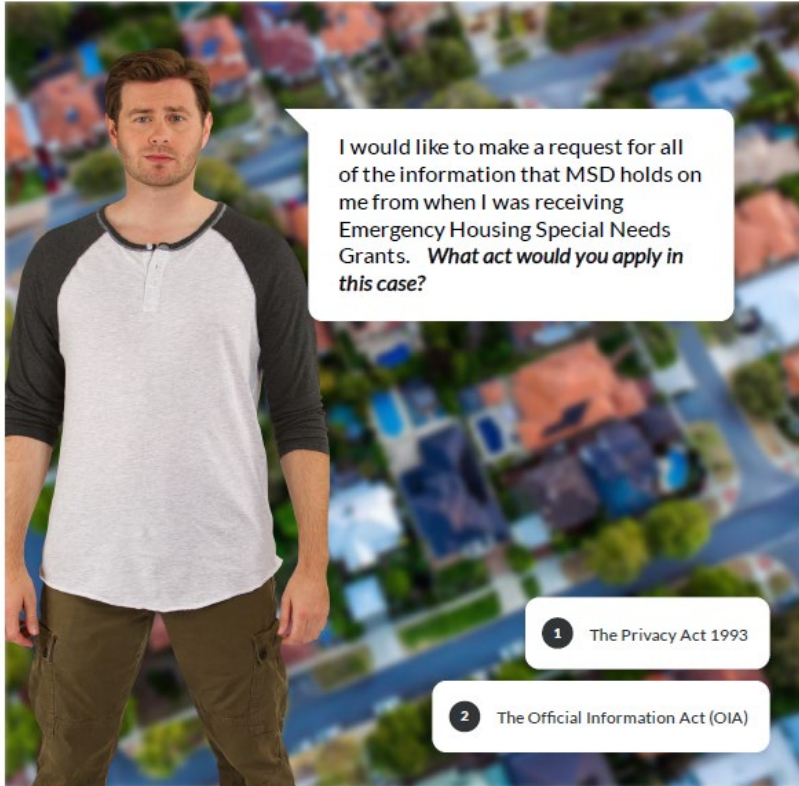 I would like to make a request for all
of the information that MSD holds on
me from when I was receiving
Emergency Housing Special Needs
Grants. What act would you apply in
this case?
1 The Privacy Act 1993
2 The Official Information Act (OIA)